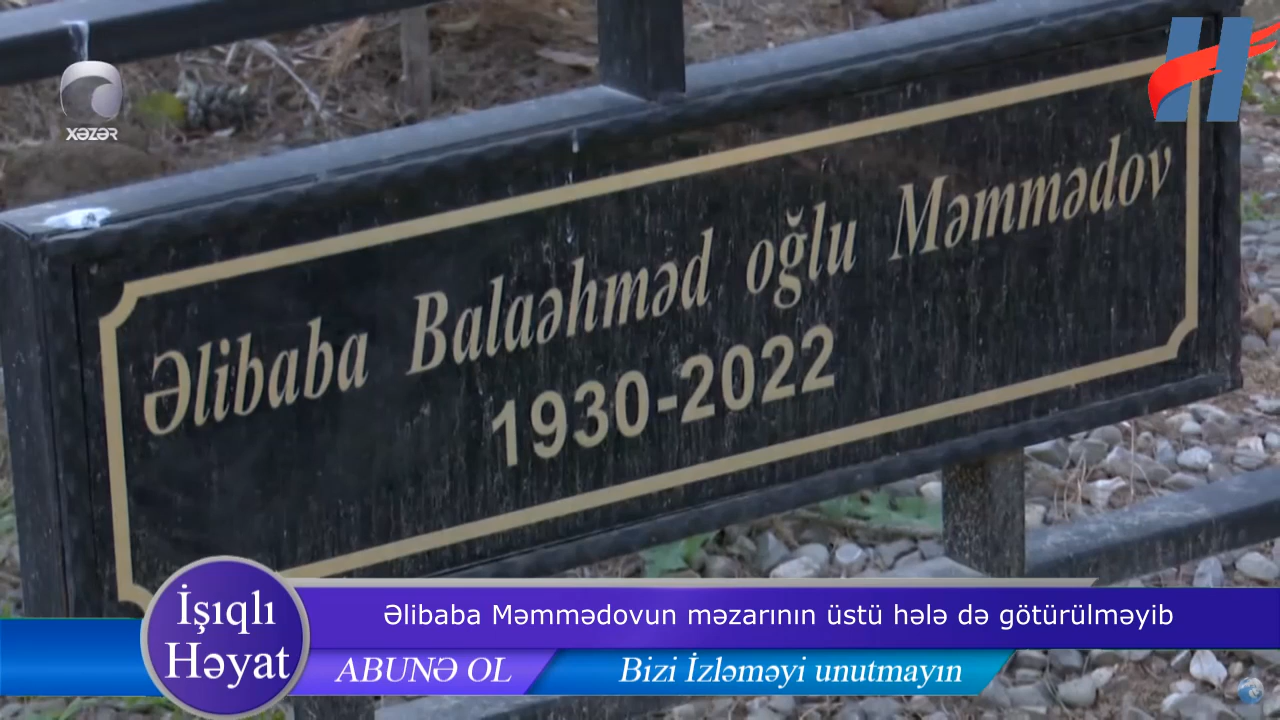 XƏZƏR
H
Əlibaba Balaəhməd oğlu Məmmədov
1930-2022
İşıqlı
Həyat
Əlibaba Məmmədovun məzarının üstü hələ də götürülməyib
ABUNƏ OL
Bizi İzləməyi unutmayın